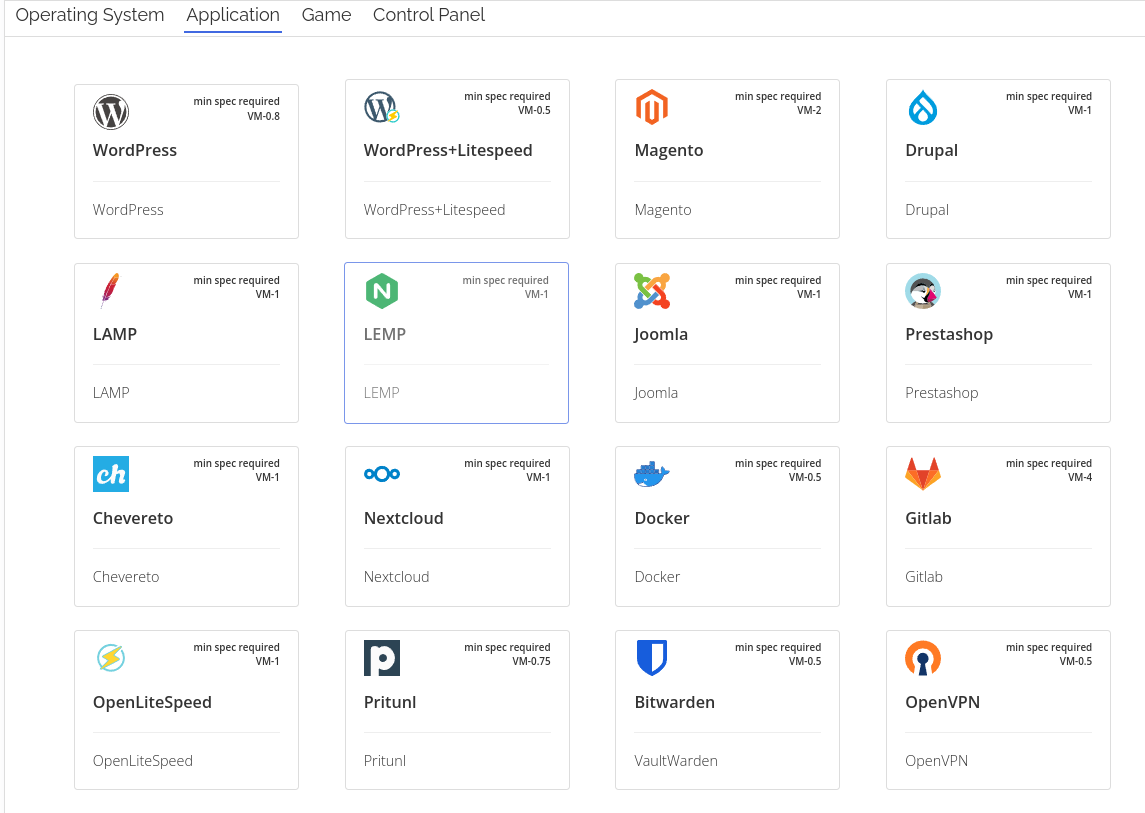 Operating System Application Game Control Panel
min spec required
VM-0.8
WordPress
WordPress
min spec required
VM-0.5
WordPress+Litespeed
WordPress+Litespeed
min spec required
VM-2
Magento
Magento
min spec required
VM-1
Drupal
Drupal
min spec required
VM-1
LAMP
LAMP
N
min spec required
VM-1
LEMP
LEMP
min spec required
VM-1
Joomla
Joomla
min spec required
VM-1
Prestashop
Prestashop
ch
min spec required
VM-1
Chevereto
Chevereto
min spec required
VM-1
Nextcloud
Nextcloud
min spec required
VM-0.5
Docker
Docker
min spec required
VM-4
Gitlab
Gitlab
min spec required
VM-1
OpenLiteSpeed
OpenLiteSpeed
p
min spec required
VM-0.75
Pritunl
Pritunl
min spec required
VM-0.5
Bitwarden
VaultWarden
min spec required
VM-0.5
OpenVPN
OpenVPN